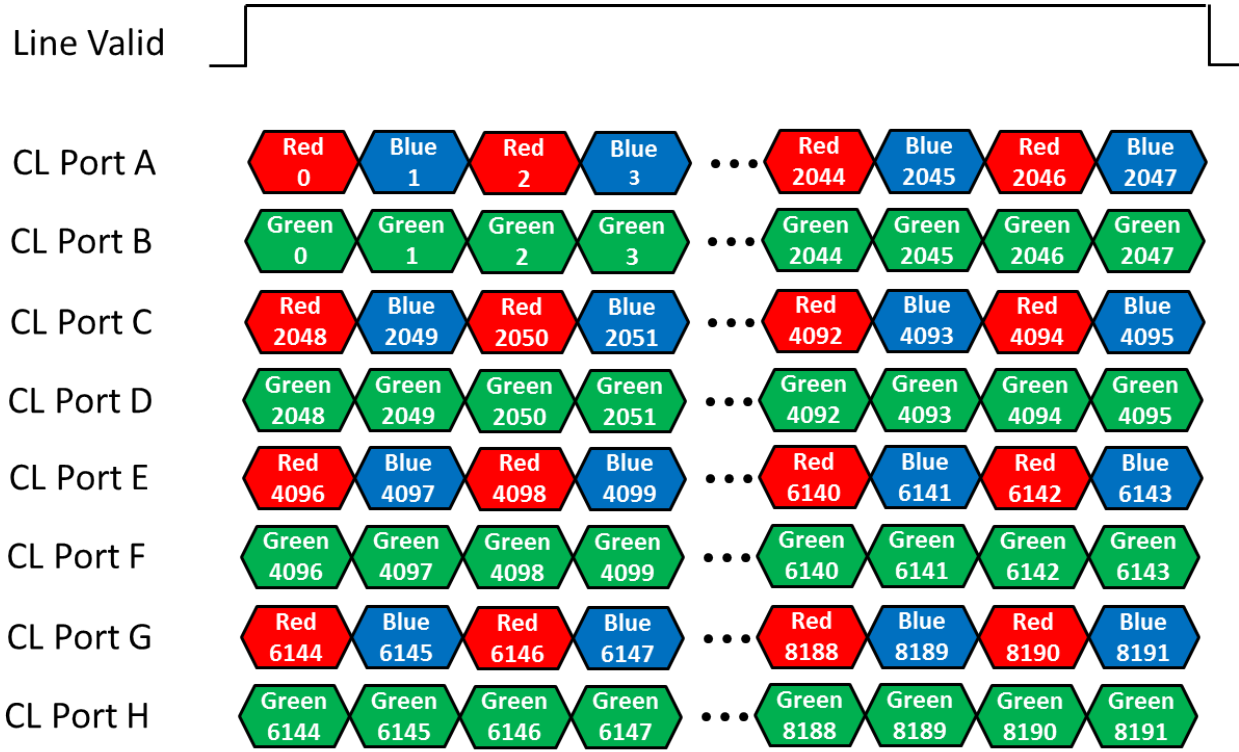 Line Valid
CL Port A
Red 0 Blue 1 Red 2 Blue 3 ••• Red 2044 Blue 2045 Red 2046 Blue 2047
CL Port B
Green 0 Green 1 Green 2 Green 3 ••• Green 2044 Green 2045 Green 2046 Green 2047
CL Port C
Red 2048 Blue 2049 Red 2050 Blue 2051 ••• Red 4092 Blue 4093 Red 4094 Blue 4095
CL Port D
Green 2048 Green 2049 Green 2050 Green 2051 ••• Green 4092 Green 4093 Green 4094 Green 4095
CL Port E
Red 4096 Blue 4097 Red 4098 Blue 4099 ••• Red 6140 Blue 6141 Red 6142 Blue 6143
CL Port F
Green 4096 Green 4097 Green 4098 Green 4099 ••• Green 6140 Green 6141 Green 6142 Green 6143
CL Port G
Red 6144 Blue 6145 Red 6146 Blue 6147 ••• Red 8188 Blue 8189 Red 8190 Blue 8191
CL Port H
Green 6144 Green 6145 Green 6146 Green 6147 ••• Green 8188 Green 8189 Green 8190 Green 8191